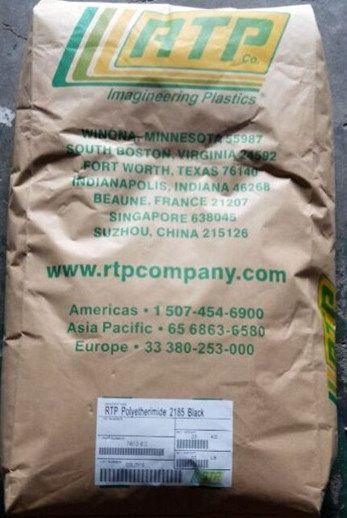 RTP
Co.
Imagineering Plastics
WINONA, MINNESOTA 55987
SOUTH BOSTON, VIRGINIA 24592
FORT WORTH, TEXAS 76140
INDIANAPOLIS, INDIANA 46268
BEAUNE, FRANCE 21207
SINGAPORE 638045
SUZHOU, CHINA 215126
www.rtpcompany.com
Americas • 1 507-454-6900
Asia Pacific • 65 6863-6580
Europe • 33 380-253-000
RTP
RTP Polyetherimide 2185 Black
RTP